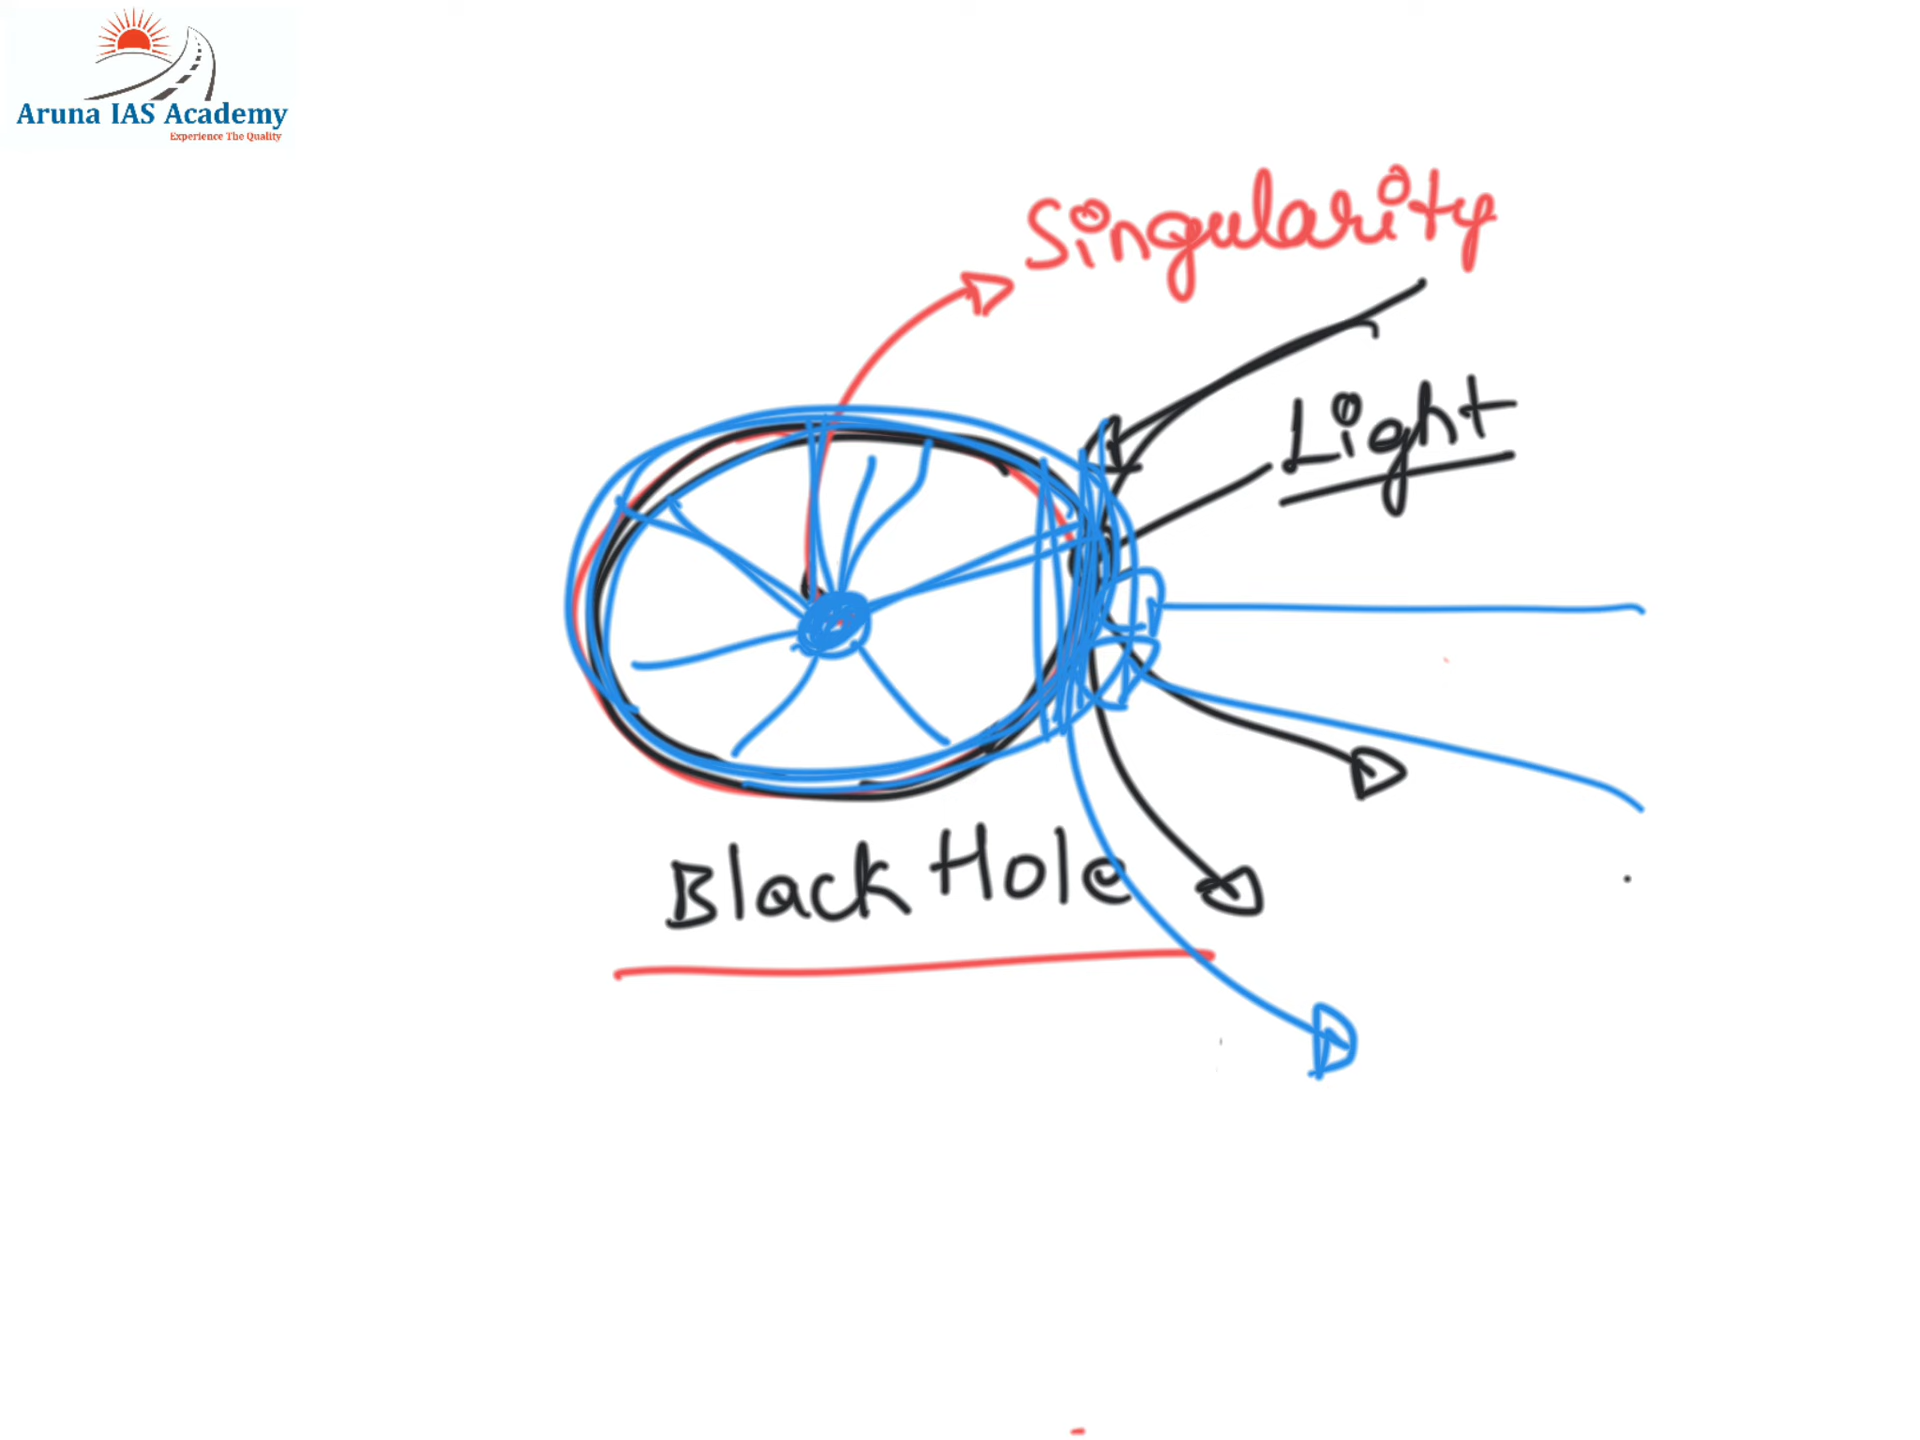 Aruna IAS Academy
Experience The Quality
Singularity
Light
Black Hole